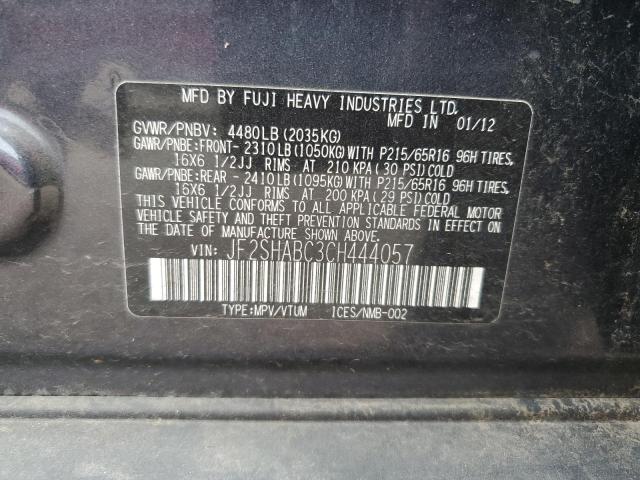 MFD BY FUJI HEAVY INDUSTRIES LTD.
MFD IN 01/12
GVWR/PNBV: 4480LB(2035KG)
GAWR/PNBE:FRONT-2310LB(1050KG)WITH P215/65R16 96H TIRES,
16X6 1/2JJ RIMS AT 210 KPA(30 PSI)COLD
GAWR/PNBE:REAR -2410LB(1095KG)WITH P215/65R16 96H TIRES,
16X6 1/2JJ RIMS AT 200 KPA(29 PSI)COLD
THIS VEHICLE CONFORMS TO ALL APPLICABLE FEDERAL MOTOR
VEHICLE SAFETY AND THEFT PREVENTION STANDARDS IN EFFECT ON
THE DATE OF MANUFACTURE SHOWN ABOVE.
VIN: JF2SHABC3CH444057
TYPE:MPV/VTUM ICES/NMB-002